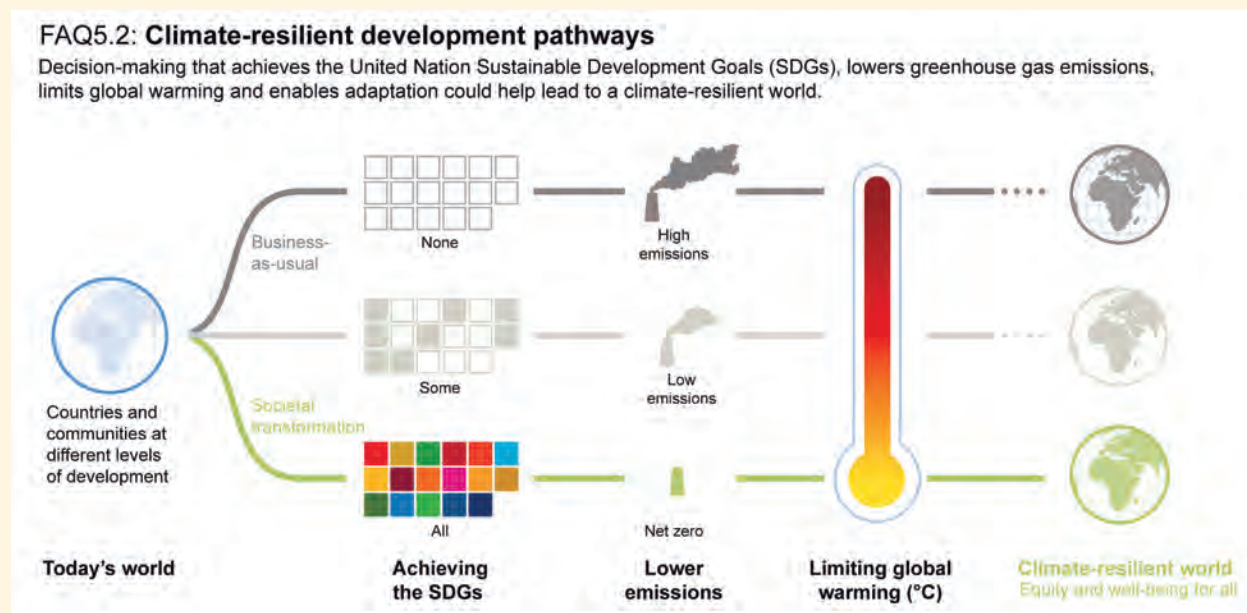 FAQ5.2: Climate-resilient development pathways
Decision-making that achieves the United Nation Sustainable Development Goals (SDGs), lowers greenhouse gas emissions,
limits global warming and enables adaptation could help lead to a climate-resilient world.
Business-
as-usual
None
High
emissions
Countries and
communities at
different levels
of development
Some
Low
emissions
Societal
transformation
All
Net zero
Today's world
Achieving
the SDGs
Lower
emissions
Limiting global
warming (°C)
Climate-resilient world
Equity and well-being for all